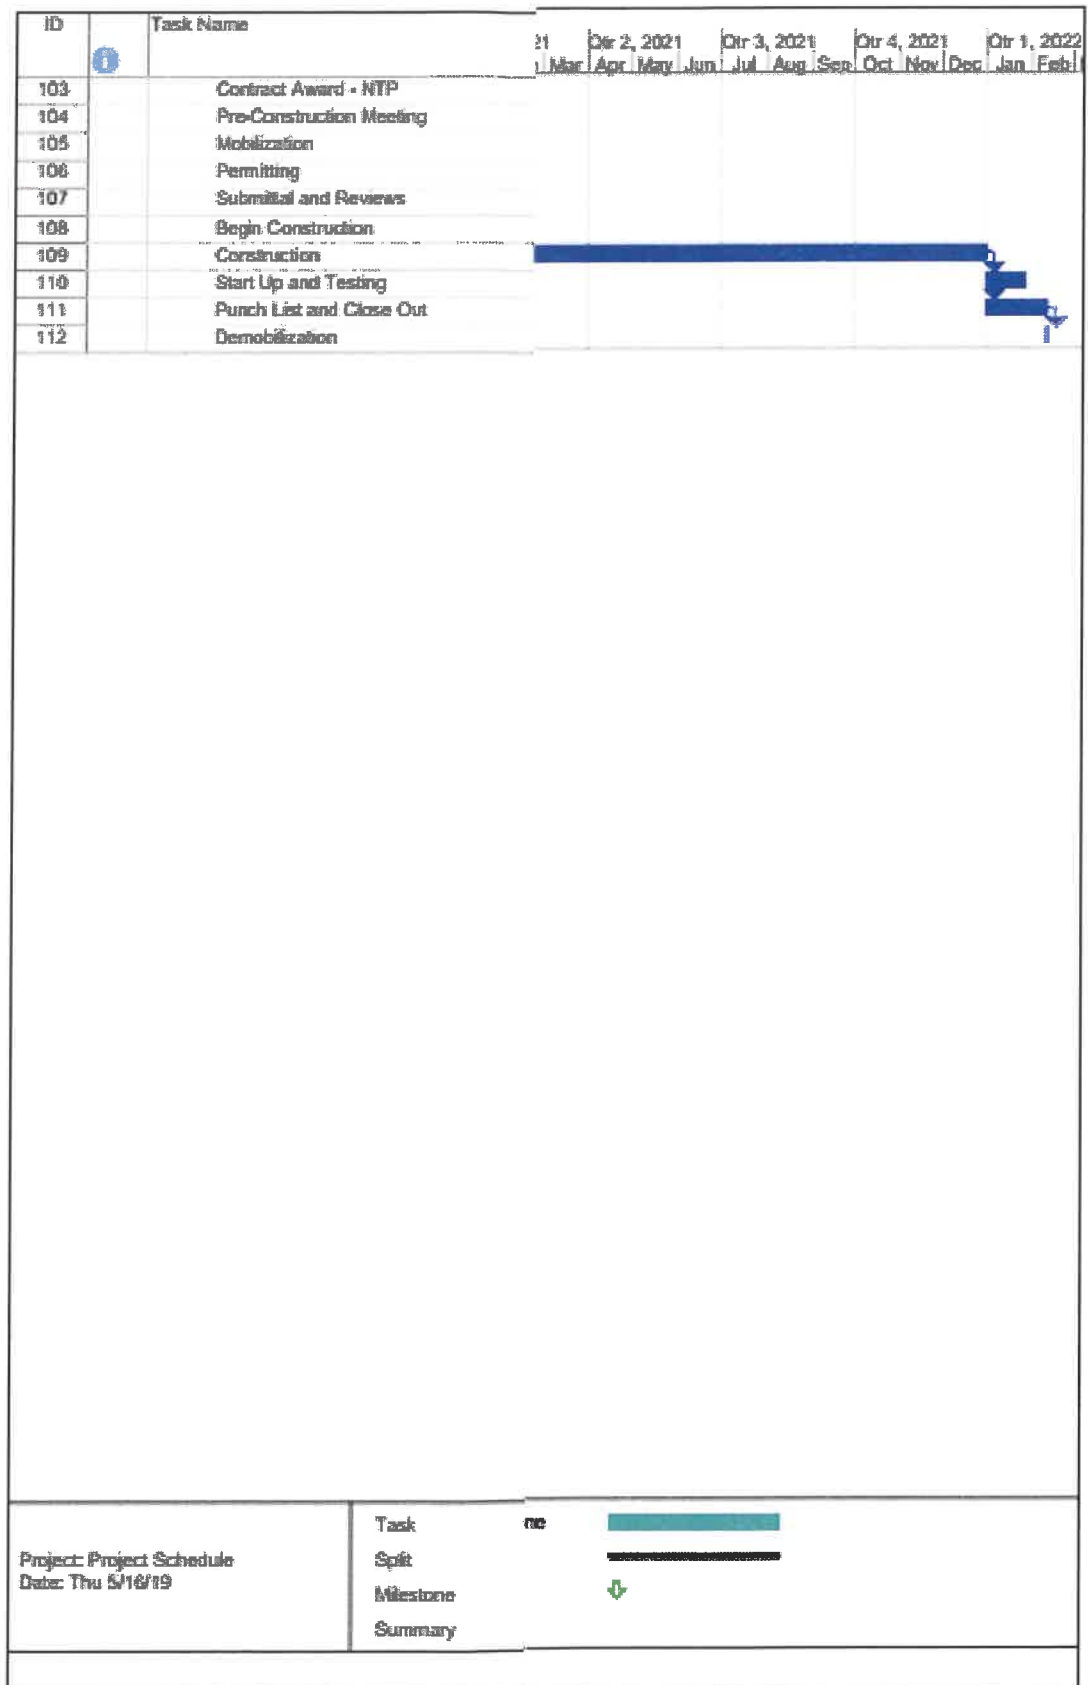 ID Task Name
21 Qtr 2, 2021 Qtr 3, 2021 Qtr 4, 2021 Qtr 1, 2022
Mar Apr May Jun Jul Aug Sep Oct Nov Dec Jan Feb
103 Contract Award - NTP
104 Pre-Construction Meeting
105 Mobilization
106 Permitting
107 Submittal and Reviews
108 Begin Construction
109 Construction
110 Start Up and Testing
111 Punch List and Close Out
112 Demobilization
Task ne
Project: Project Schedule
Date: Thu 5/16/19
Split
Milestone
Summary